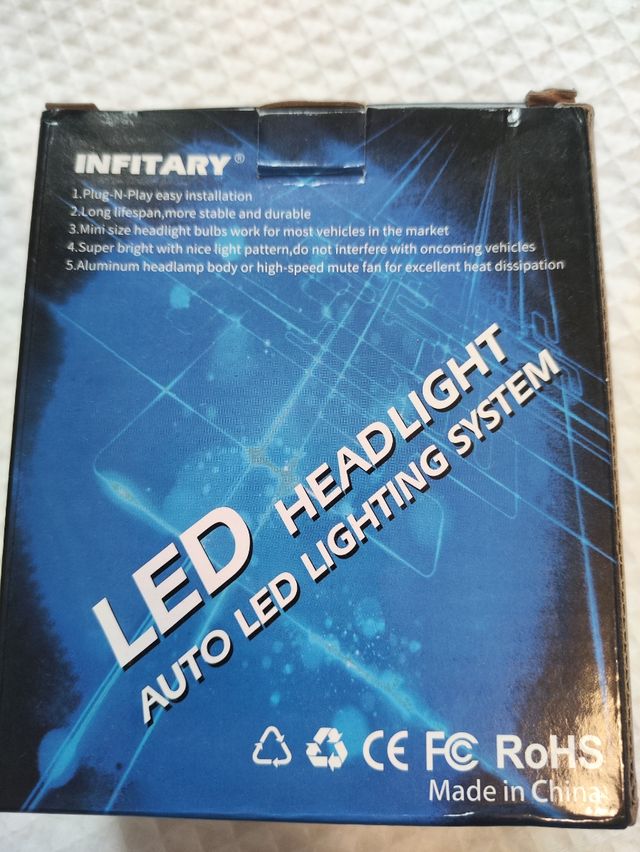 INFITARY®
1.Plug-N-Play easy installation
2.Long lifespan,more stable and durable
3.Mini size headlight bulbs work for most vehicles in the market
4.Super bright with nice light pattern,do not interfere with oncoming vehicles
5.Aluminum headlamp body or high-speed mute fan for excellent heat dissipation
LED HEADLIGHT
AUTO LED LIGHTING SYSTEM
CE FC RoHS
Made in China